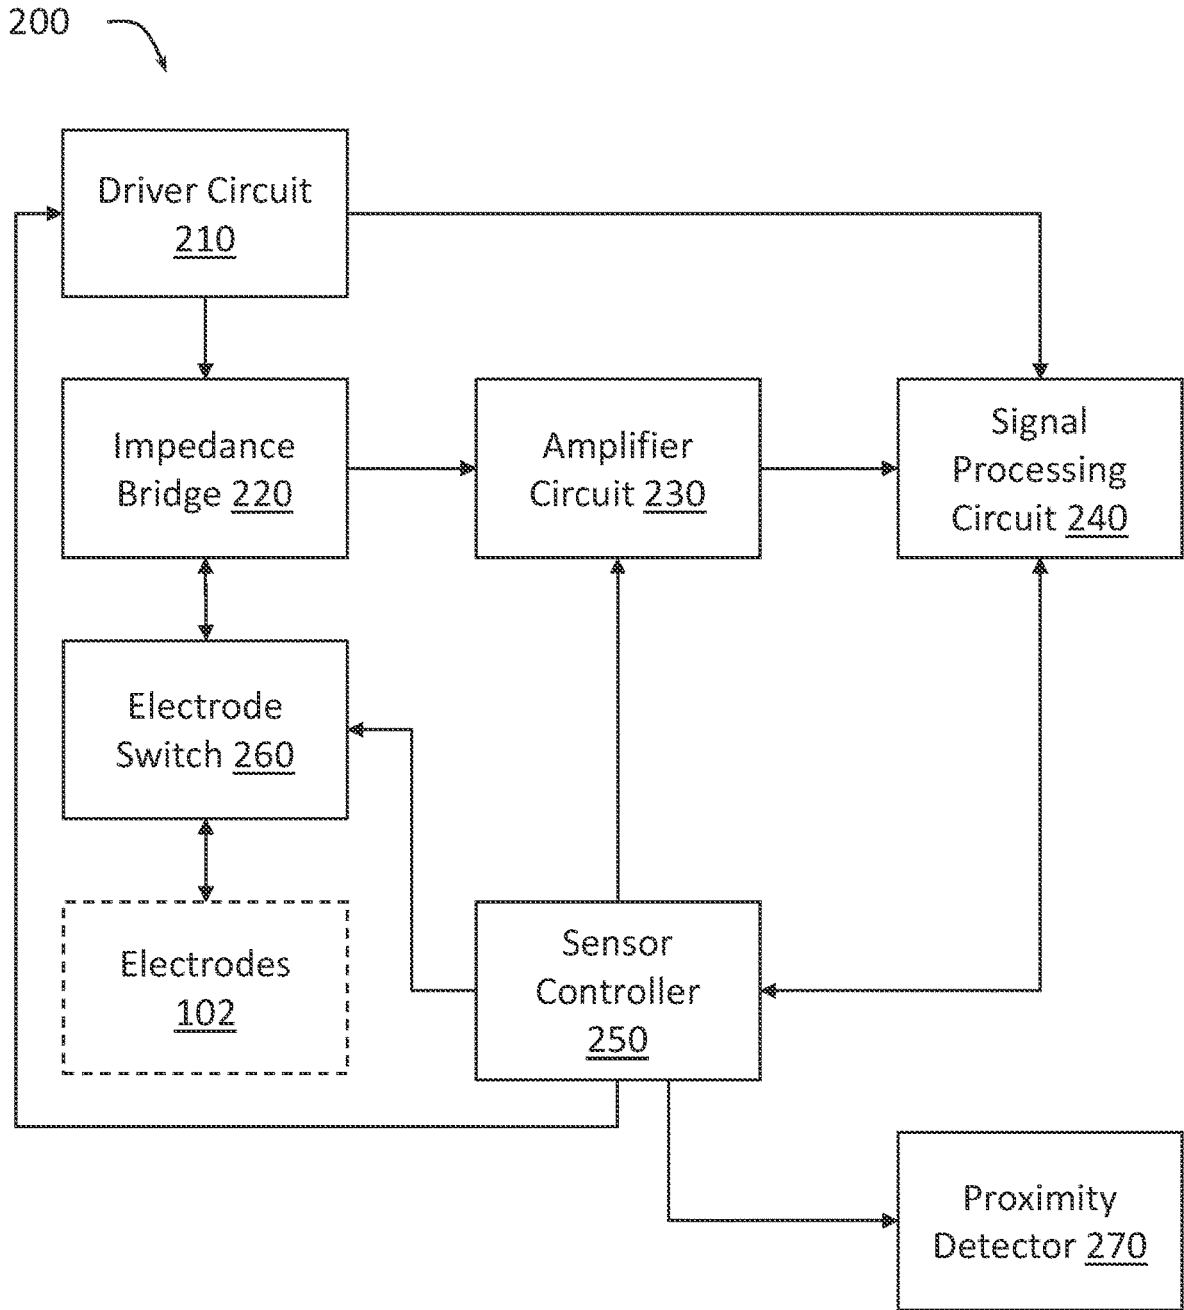 200
Driver Circuit
210
Impedance
Bridge 220
Amplifier
Circuit 230
Signal
Processing
Circuit 240
Electrode
Switch 260
Electrodes
102
Sensor
Controller
250
Proximity
Detector 270